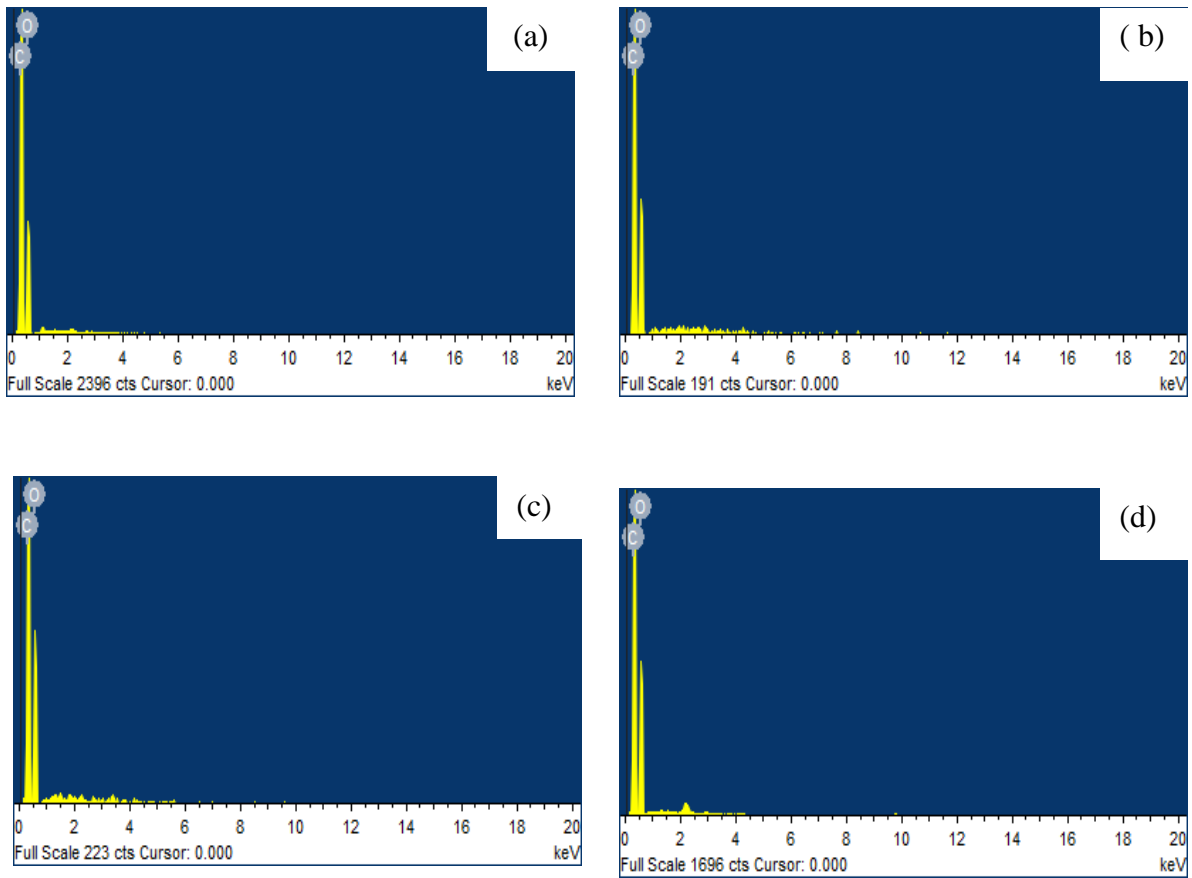 (a)
O
C
0 2 4 6 8 10 12 14 16 18 20
Full Scale 2396 cts Cursor: 0.000 keV
( b)
O
C
0 2 4 6 8 10 12 14 16 18 20
Full Scale 191 cts Cursor: 0.000 keV
(c)
O
C
0 2 4 6 8 10 12 14 16 18 20
Full Scale 223 cts Cursor: 0.000 keV
(d)
O
C
0 2 4 6 8 10 12 14 16 18 20
Full Scale 1696 cts Cursor: 0.000 keV